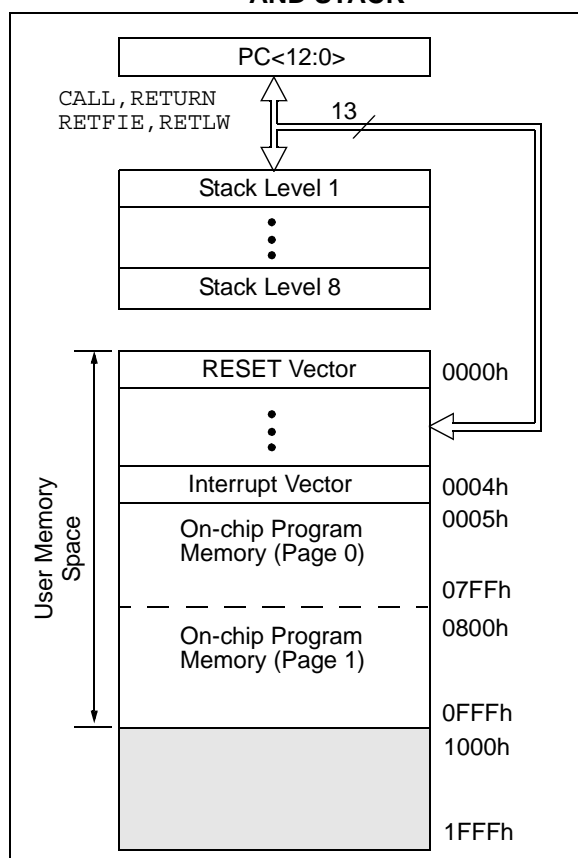 AND STACK
PC<12:0>
CALL,RETURN
RETFIE,RETLW
13
Stack Level 1
Stack Level 8
RESET Vector
0000h
Interrupt Vector
0004h
0005h
On-chip Program
Memory (Page 0)
07FFh
0800h
On-chip Program
Memory (Page 1)
0FFFh
1000h
1FFFh
User Memory
Space